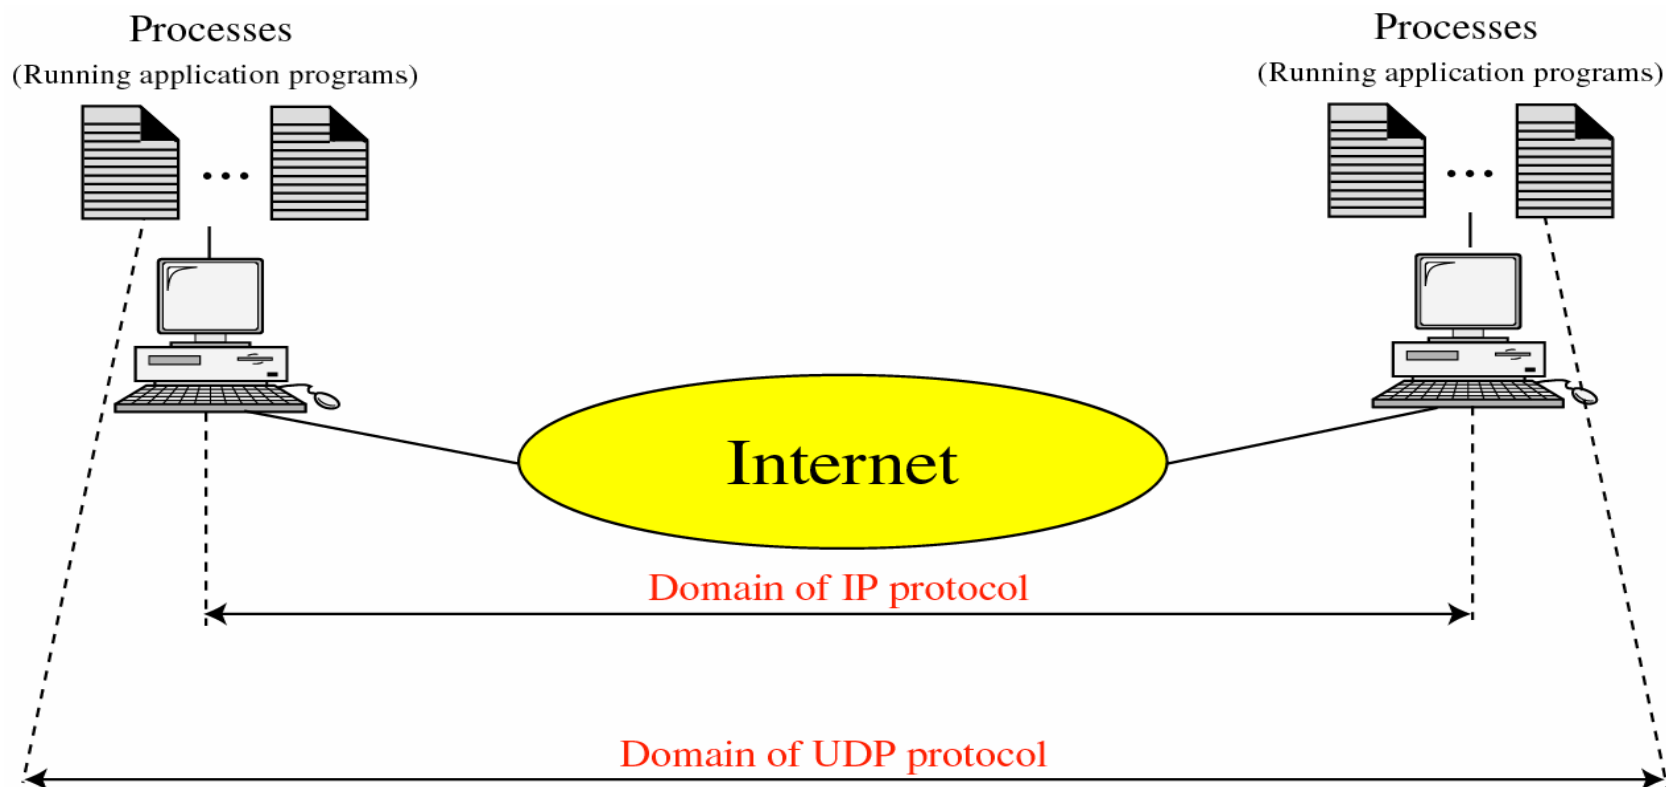 Processes
(Running application programs)
Processes
(Running application programs)
Internet
Domain of IP protocol
Domain of UDP protocol